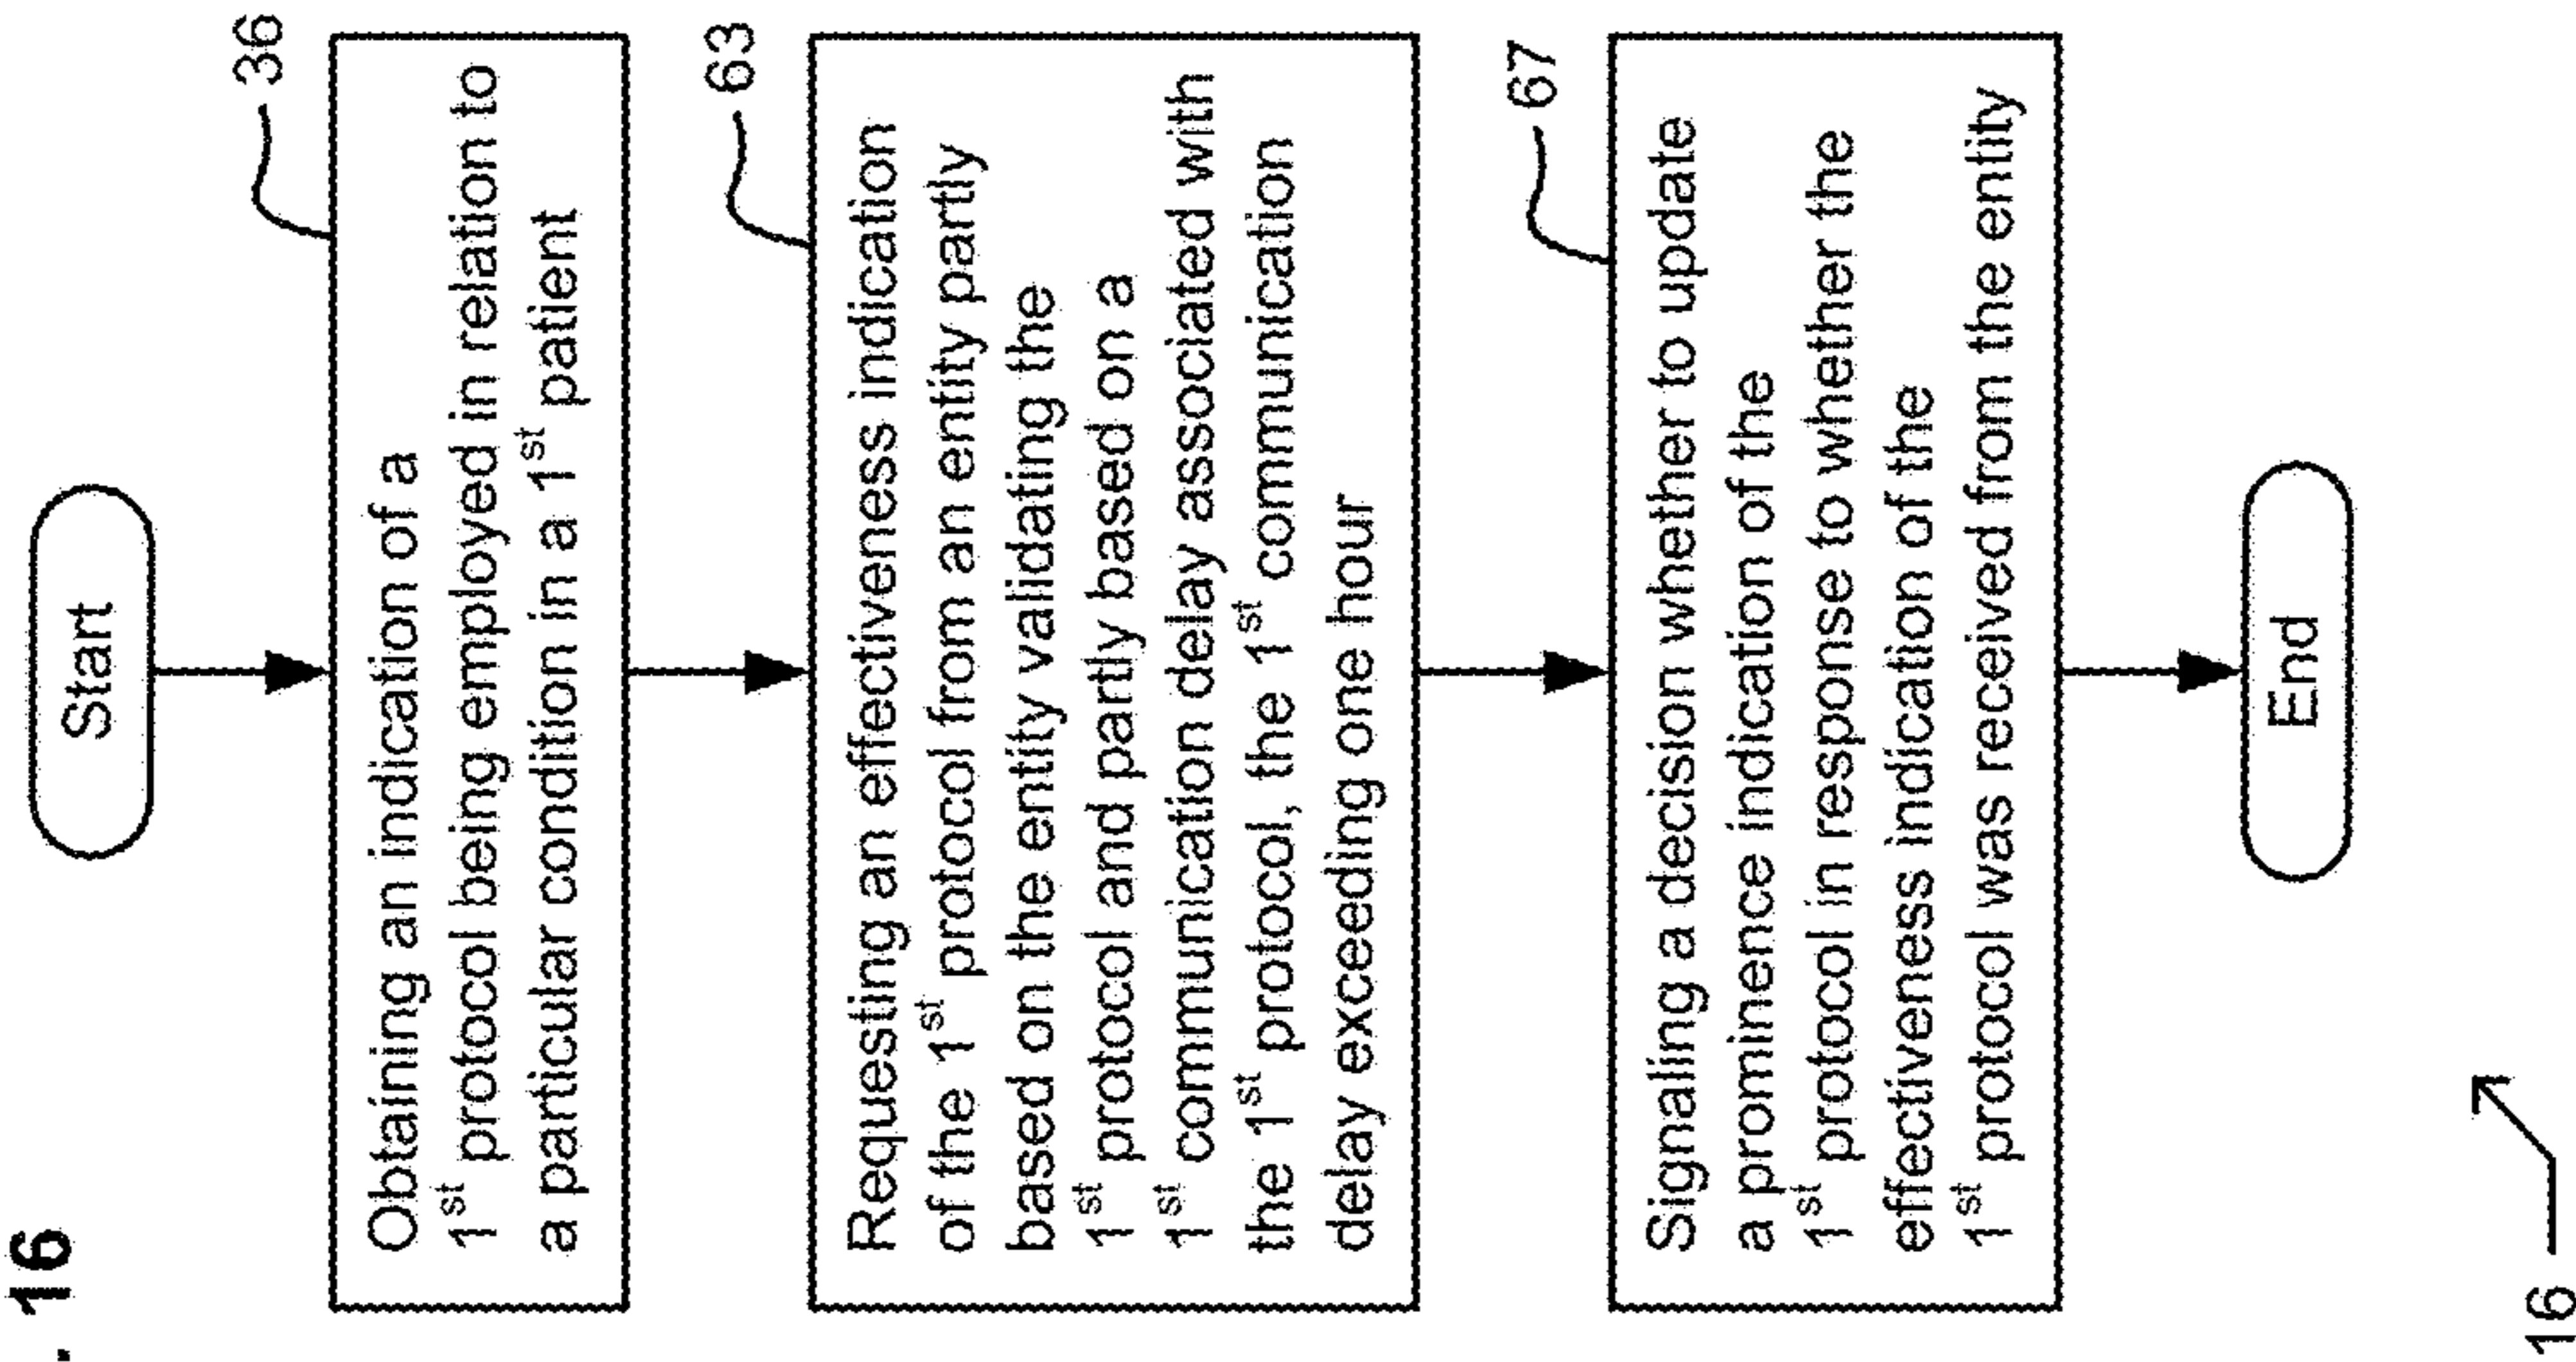 . 16
Start
36
Obtaining an indication of a
1st protocol being employed in relation to
a particular condition in a 1st patient
63
Requesting an effectiveness indication
of the 1st protocol from an entity partly
based on the entity validating the
1st protocol and partly based on a
1st communication delay associated with
the 1st protocol, the 1st communication
delay exceeding one hour
67
Signaling a decision whether to update
a prominence indication of the
1st protocol in response to whether the
effectiveness indication of the
1st protocol was received from the entity
End
16